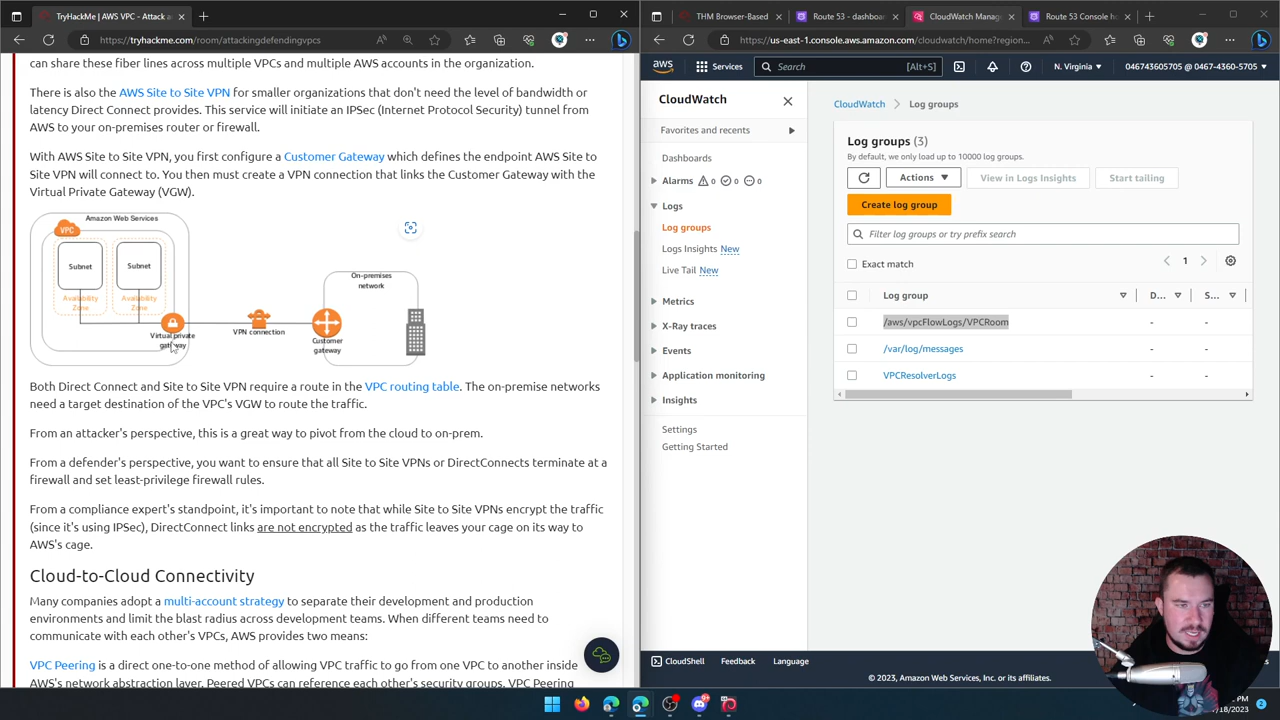 TryHackMe | AWS VPC - Attack a
https://tryhackme.com/room/attackingdefendingvpcs
can share these fiber lines across multiple VPCs and multiple AWS accounts in the organization.
There is also the AWS Site to Site VPN for smaller organizations that don't need the level of bandwidth or
latency Direct Connect provides. This service will initiate an IPSec (Internet Protocol Security) tunnel from
AWS to your on-premises router or firewall.
With AWS Site to Site VPN, you first configure a Customer Gateway which defines the endpoint AWS Site to
Site VPN will connect to. You then must create a VPN connection that links the Customer Gateway with the
Virtual Private Gateway (VGW).
Amazon Web Services
VPC
Subnet
Subnet
Availability
Zone
Availability
Zone
Virtual private
gateway
VPN connection
Customer
gateway
On-premises
network
Both Direct Connect and Site to Site VPN require a route in the VPC routing table. The on-premise networks
need a target destination of the VPC's VGW to route the traffic.
From an attacker's perspective, this is a great way to pivot from the cloud to on-prem.
From a defender's perspective, you want to ensure that all Site to Site VPNs or DirectConnects terminate at a
firewall and set least-privilege firewall rules.
From a compliance expert's standpoint, it's important to note that while Site to Site VPNs encrypt the traffic
(since it's using IPSec), DirectConnect links are not encrypted as the traffic leaves your cage on its way to
AWS's cage.
Cloud-to-Cloud Connectivity
Many companies adopt a multi-account strategy to separate their development and production
environments and limit the blast radius across development teams. When different teams need to
communicate with each other's VPCs, AWS provides two means:
VPC Peering is a direct one-to-one method of allowing VPC traffic to go from one VPC to another inside
AWS's network abstraction layer. Peered VPCs can reference each other's security groups. VPC Peering
THM Browser-Based
Route 53 - dashboar
CloudWatch Manag
Route 53 Console ho
https://us-east-1.console.aws.amazon.com/cloudwatch/home?region...
aws
Services
Search
[Alt+S]
N. Virginia
046743605705 @ 0467-4360-5705
CloudWatch
Favorites and recents
Dashboards
Alarms
0
0
0
Logs
Log groups
Logs Insights New
Live Tail New
Metrics
X-Ray traces
Events
Application monitoring
Insights
Settings
Getting Started
CloudWatch
Log groups
Log groups (3)
By default, we only load up to 10000 log groups.
Actions
View in Logs Insights
Start tailing
Create log group
Filter log groups or try prefix search
Exact match
1
Log group
D...
S...
/aws/vpcFlowLogs/VPCRoom
-
-
/var/log/messages
-
-
VPCResolverLogs
-
-
CloudShell
Feedback
Language
© 2023, Amazon Web Services, Inc. or its affiliates.
/18/2023